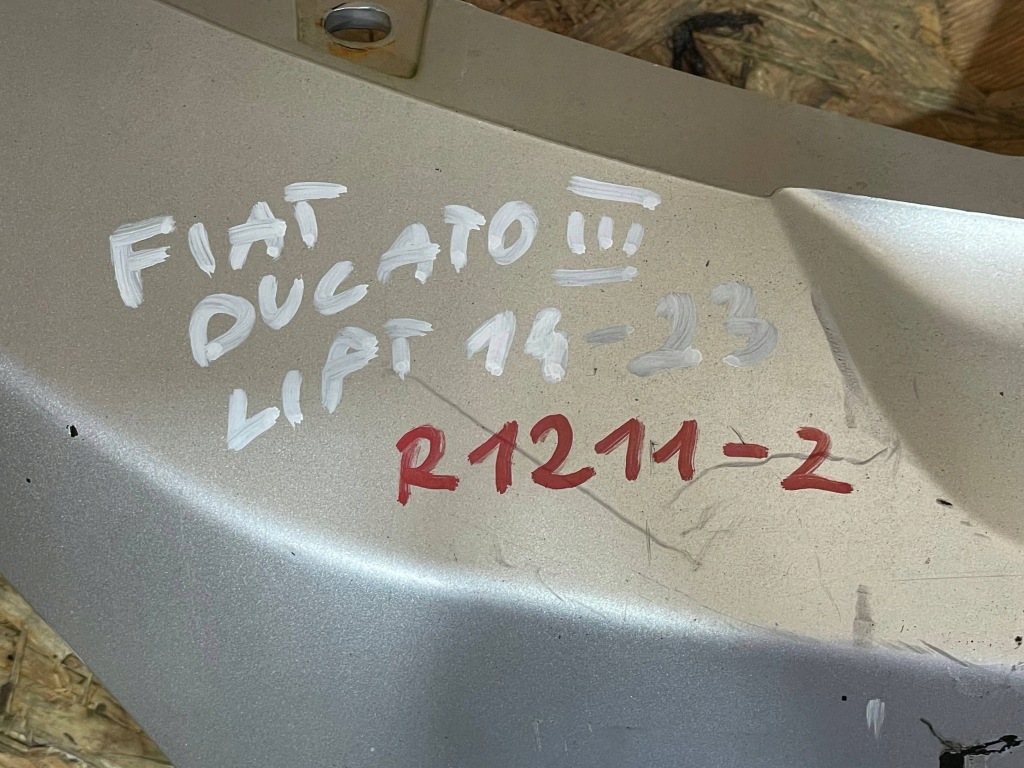 FIAT
DUCATO III
LIFT 14-23
R1211-2